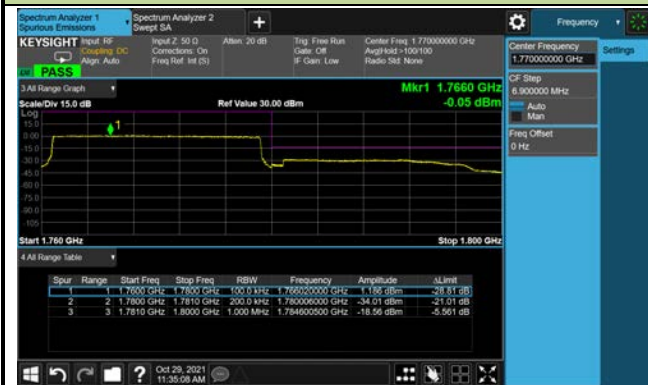 Spectrum Analyzer 1
Spurious Emissions
Spectrum Analyzer 2
Swept SA
+
Frequency
KEYSIGHT
Input: RF
Coupling: DC
Align: Auto
Input Z: 50 Ω
Corrections: On
Freq Ref: Int (S)
Atten: 20 dB
Trig: Free Run
Gate: Off
IF Gain: Low
Center Freq: 1.770000000 GHz
Avg|Hold:>100/100
Radio Std: None
PASS
Center Frequency
1.770000000 GHz
Settings
CF Step
6.900000 MHz
Auto
Man
Freq Offset
0 Hz
3 All Range Graph
Mkr1 1.7660 GHz
Scale/Div 15.0 dB
Ref Value 30.00 dBm
-0.05 dBm
Log
15.0
0.00
-15.0
-30.0
-45.0
-60.0
-75.0
-90.0
-105
1
Start 1.760 GHz
Stop 1.800 GHz
4 All Range Table
Spur Range Start Freq Stop Freq RBW Frequency Amplitude ΔLimit
1 1 1.7600 GHz 1.7800 GHz 100.0 kHz 1.766020000 GHz 1.186 dBm -28.81 dB
2 2 1.7800 GHz 1.7810 GHz 200.0 kHz 1.780006000 GHz -34.01 dBm -21.01 dB
3 3 1.7810 GHz 1.8000 GHz 1.000 MHz 1.784600500 GHz -18.56 dBm -5.561 dB
?
Oct 29, 2021
11:35:08 AM